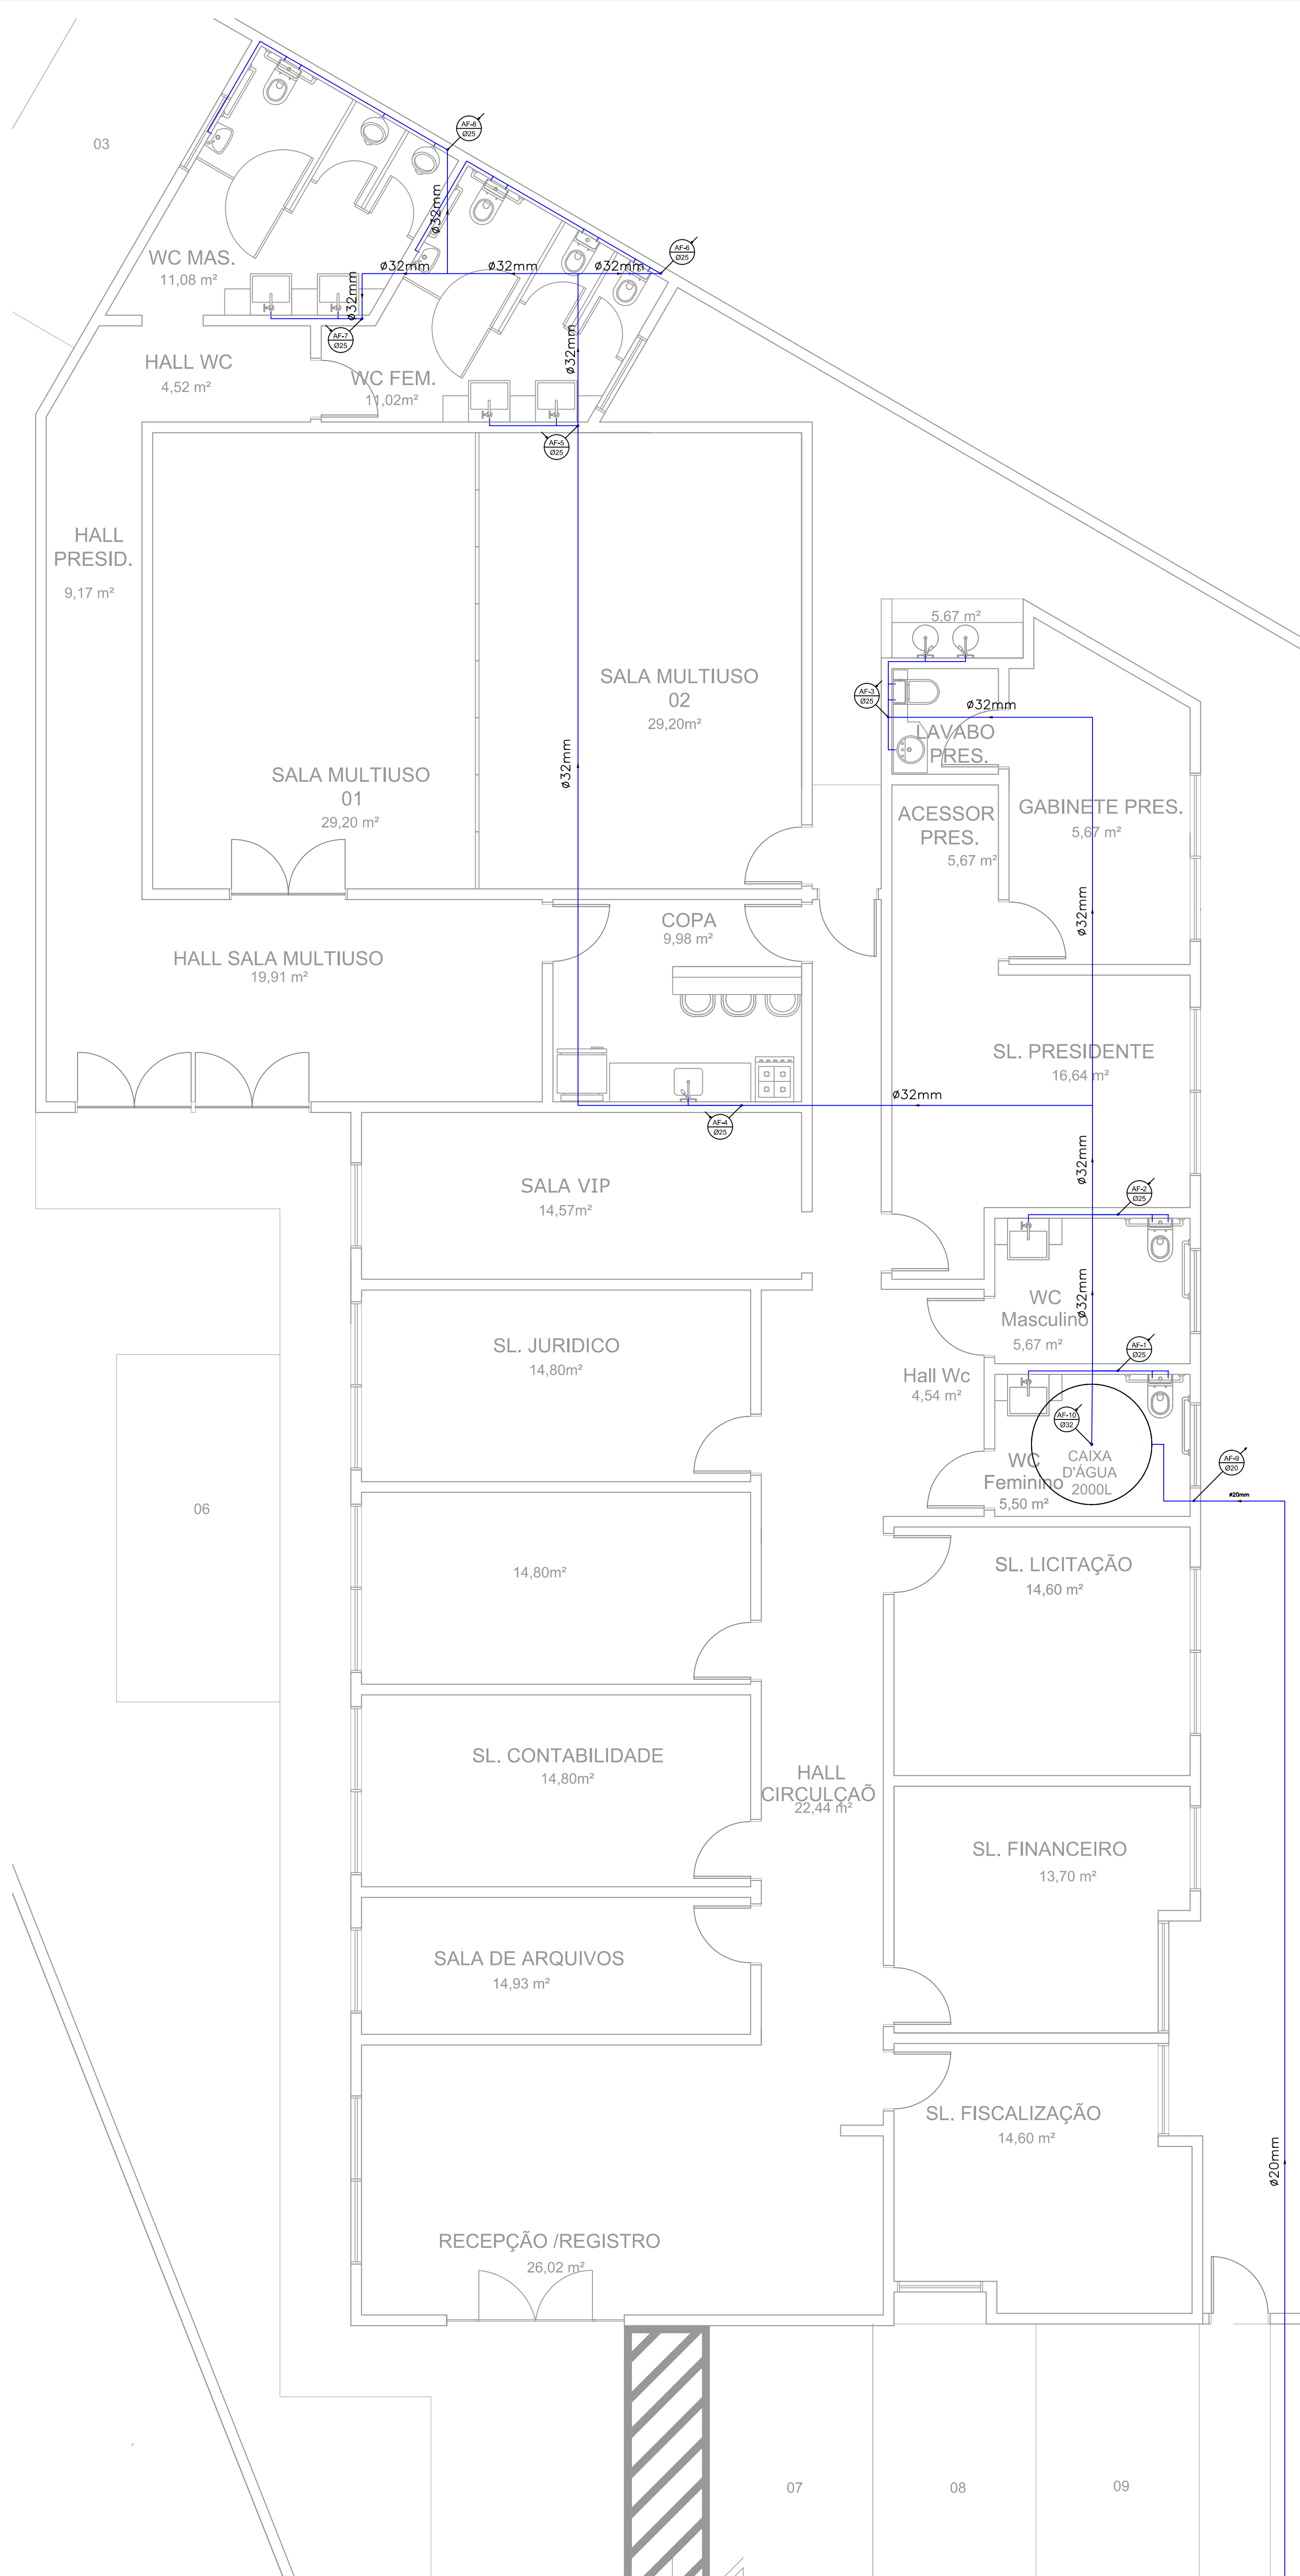 03
AF-8
Ø25
ø32mm
AF-6
Ø25
WC MAS.
11,08 m²
ø32mm
ø32mm
ø32mm
ø32mm
AF-7
Ø25
ø32mm
HALL WC
4,52 m²
WC FEM.
11,02m²
AF-5
Ø25
HALL
PRESID.
9,17 m²
5,67 m²
SALA MULTIUSO
02
29,20m²
AF-3
Ø25
ø32mm
LAVABO
PRES.
ø32mm
SALA MULTIUSO
01
29,20 m²
ACESSOR
PRES.
5,67 m²
GABINETE PRES.
5,67 m²
ø32mm
COPA
9,98 m²
HALL SALA MULTIUSO
19,91 m²
SL. PRESIDENTE
16,64 m²
ø32mm
AF-4
Ø25
ø32mm
SALA VIP
14,57m²
AF-2
Ø25
ø32mm
WC
Masculino
5,67 m²
SL. JURIDICO
14,80m²
AF-1
Ø25
Hall Wc
4,54 m²
AF-10
Ø32
CAIXA
D'ÁGUA
2000L
WC
Feminino
5,50 m²
AF-9
Ø20
ø20mm
06
14,80m²
SL. LICITAÇÃO
14,60 m²
SL. CONTABILIDADE
14,80m²
HALL
CIRCULÇAÕ
22,44 m²
SL. FINANCEIRO
13,70 m²
SALA DE ARQUIVOS
14,93 m²
SL. FISCALIZAÇÃO
14,60 m²
ø20mm
RECEPÇÃO /REGISTRO
26,02 m²
07
08
09